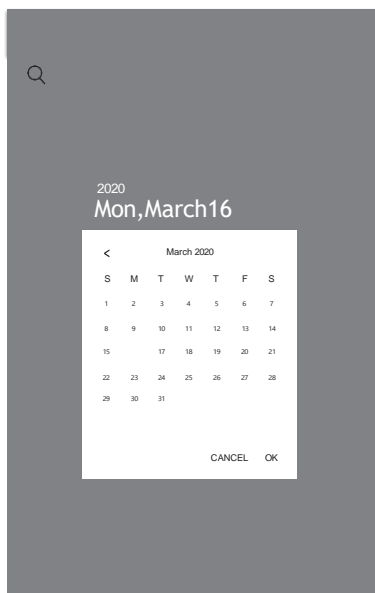 2020
Mon,March16
< March 2020
S M T W T F S
1 2 3 4 5 6 7
8 9 10 11 12 13 14
15 17 18 19 20 21
22 23 24 25 26 27 28
29 30 31
CANCEL OK